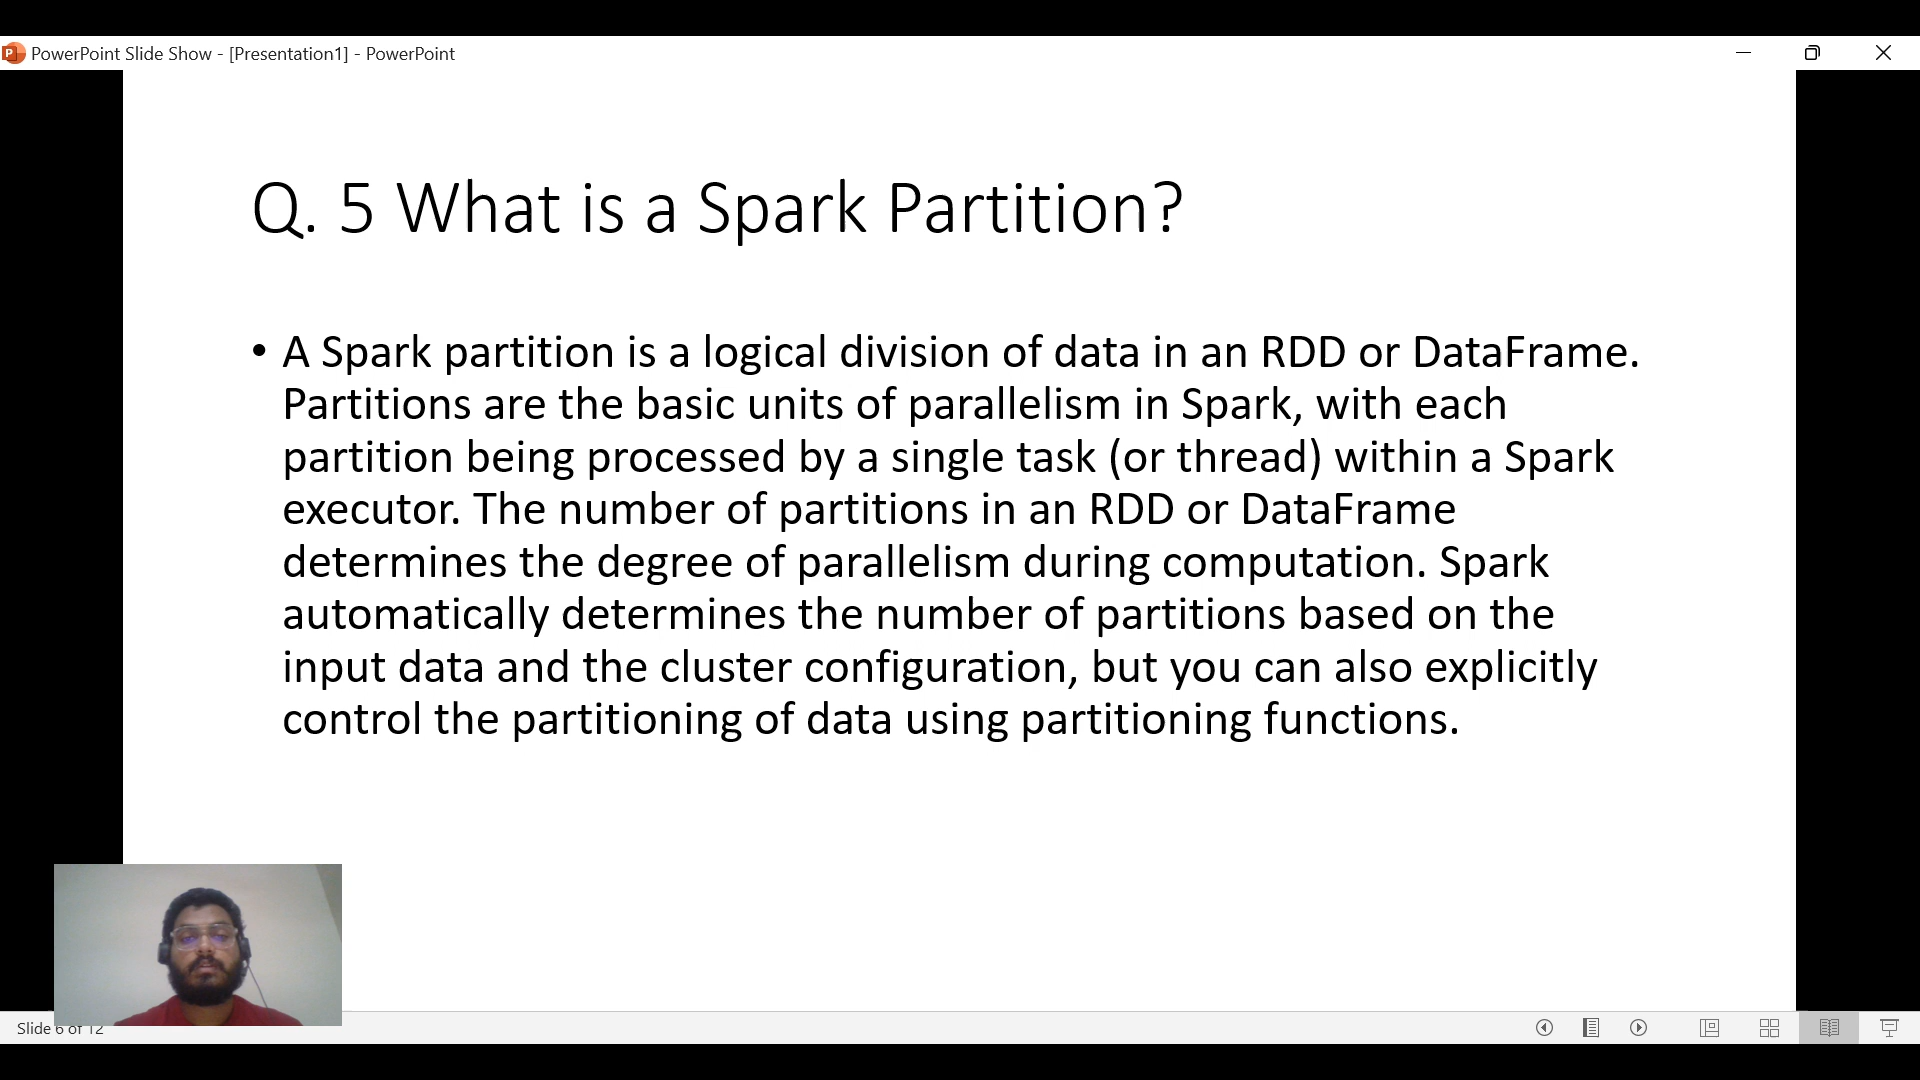 PowerPoint Slide Show - [Presentation1] - PowerPoint
Q. 5 What is a Spark Partition?
• A Spark partition is a logical division of data in an RDD or DataFrame.
Partitions are the basic units of parallelism in Spark, with each
partition being processed by a single task (or thread) within a Spark
executor. The number of partitions in an RDD or DataFrame
determines the degree of parallelism during computation. Spark
automatically determines the number of partitions based on the
input data and the cluster configuration, but you can also explicitly
control the partitioning of data using partitioning functions.
Slide 6 of 12